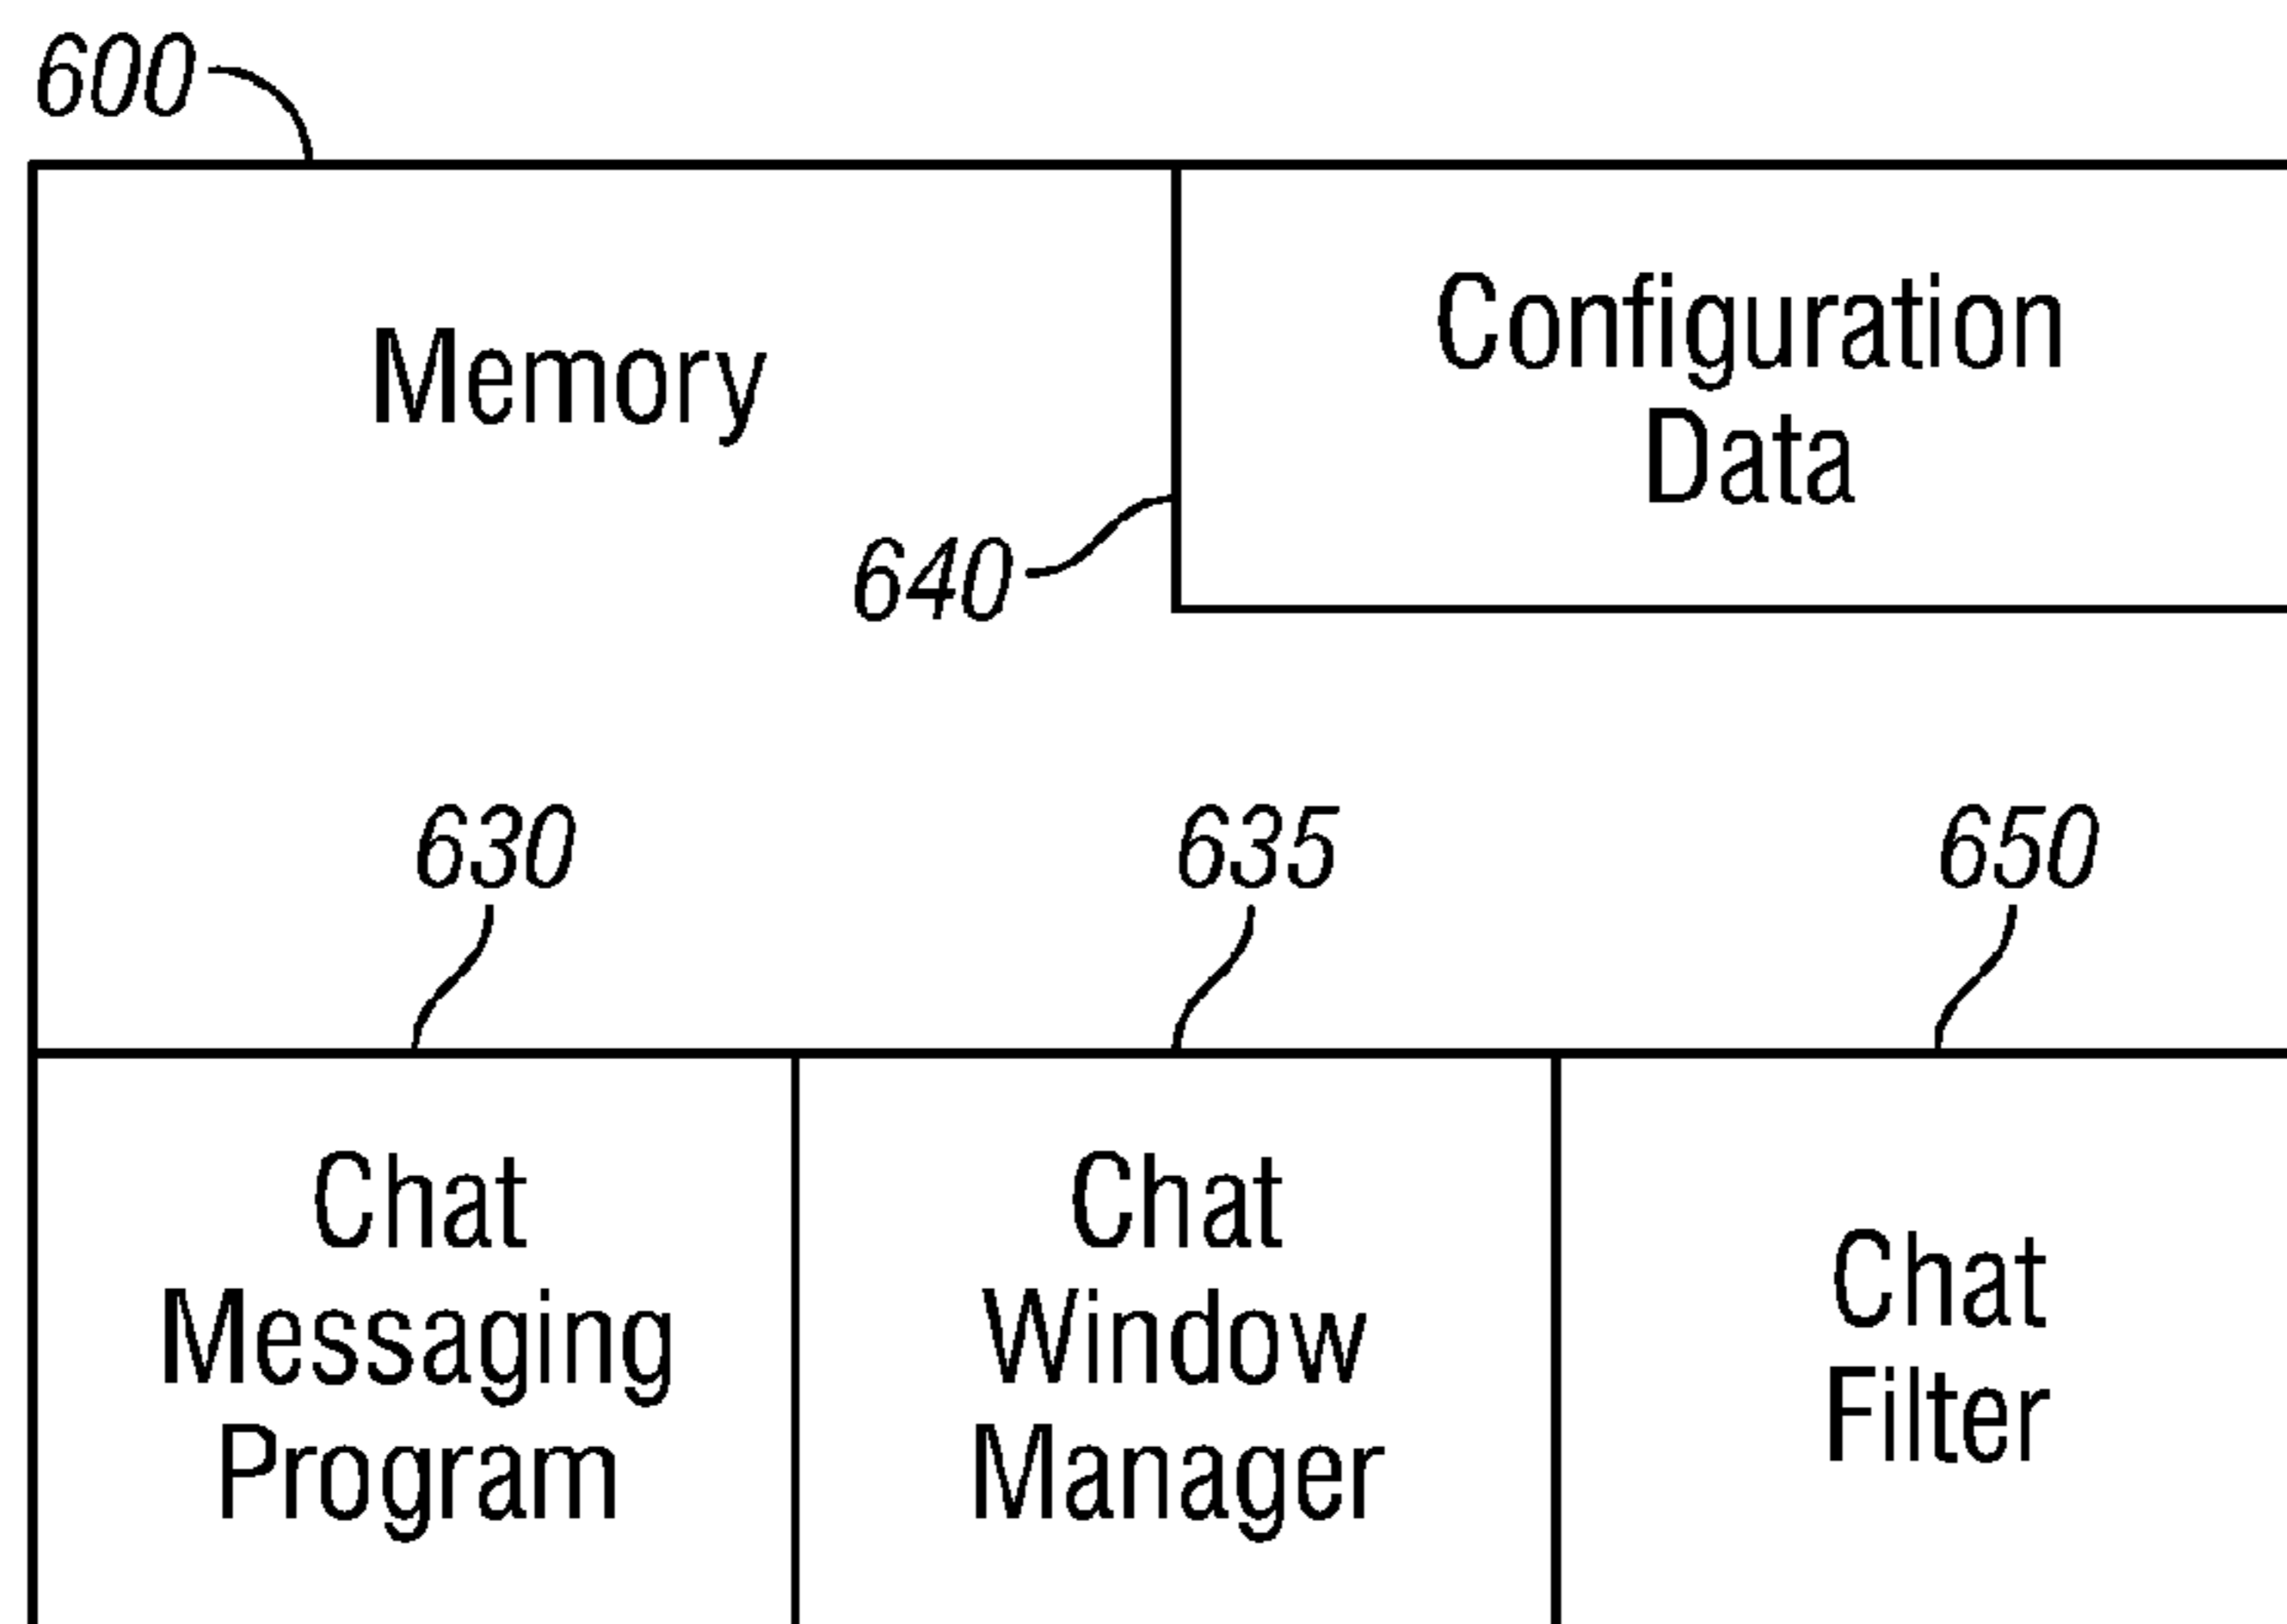 600
Memory
Configuration
Data
640
630
635
650
Chat
Messaging
Program
Chat
Window
Manager
Chat
Filter